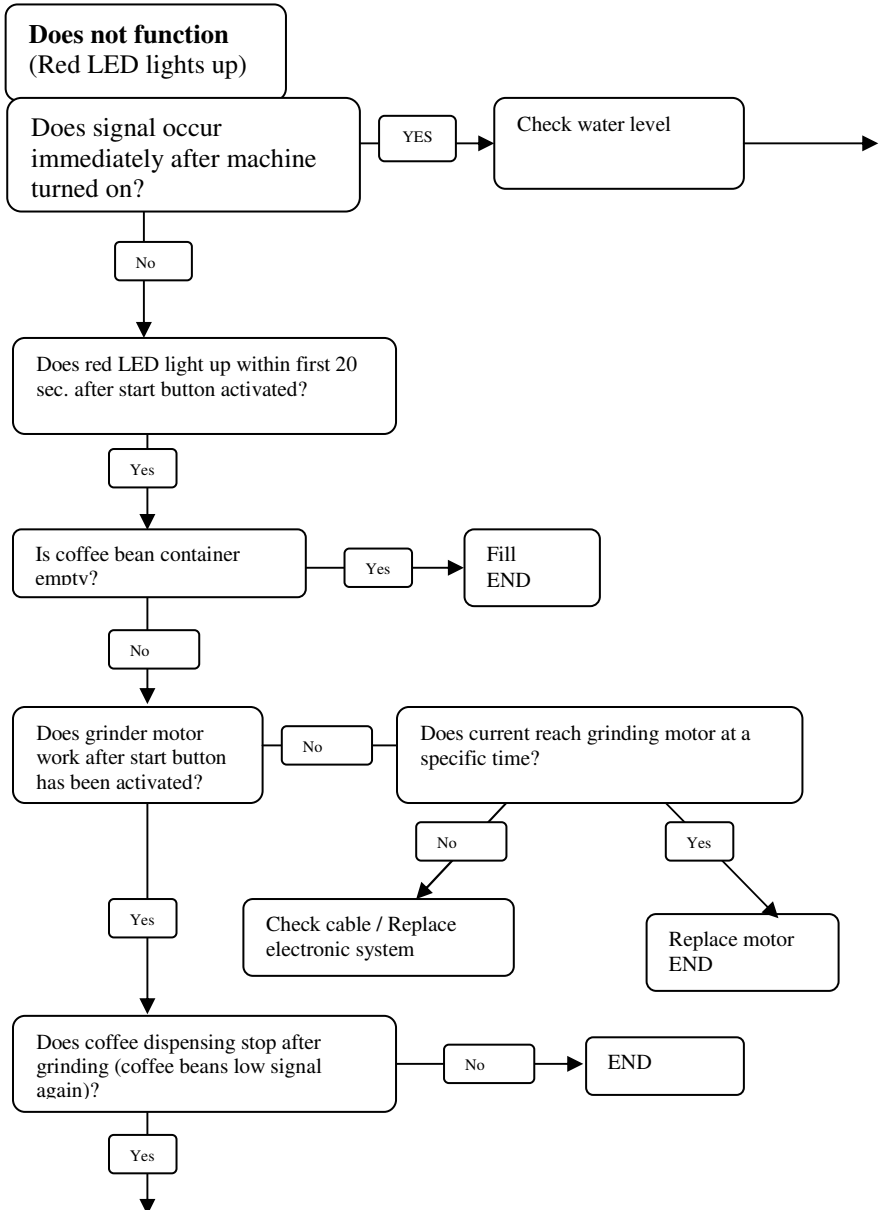 Does not function
(Red LED lights up)
Does signal occur
immediately after machine
turned on?
YES
Check water level
No
Does red LED light up within first 20
sec. after start button activated?
Yes
Is coffee bean container
empty?
Yes
Fill
END
No
Does grinder motor
work after start button
has been activated?
No
Does current reach grinding motor at a
specific time?
No
Yes
Check cable / Replace
electronic system
Replace motor
END
Yes
Does coffee dispensing stop after
grinding (coffee beans low signal
again)?
No
END
Yes